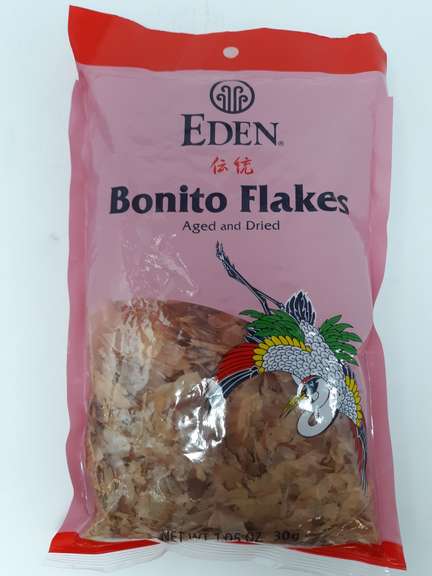 EDEN®
伝統
Bonito Flakes
Aged and Dried
NET WT 1.05 OZ 30g